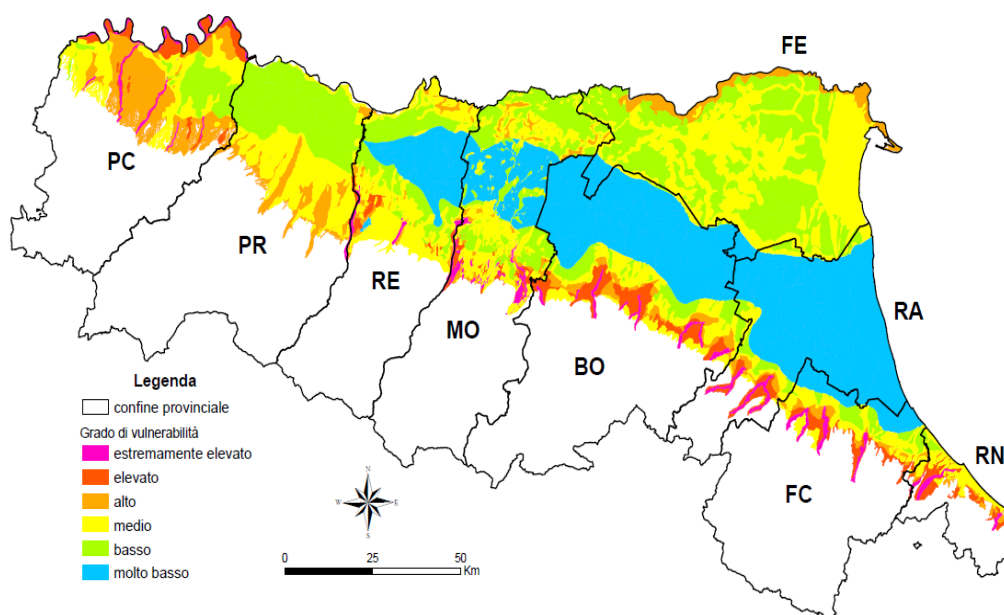 FE
PC
PR
RE
MO
BO
RA
FC
RN
Legenda
confine provinciale
Grado di vulnerabilità
estremamente elevato
elevato
alto
medio
basso
molto basso
N
W E
S
0 25 50
Km